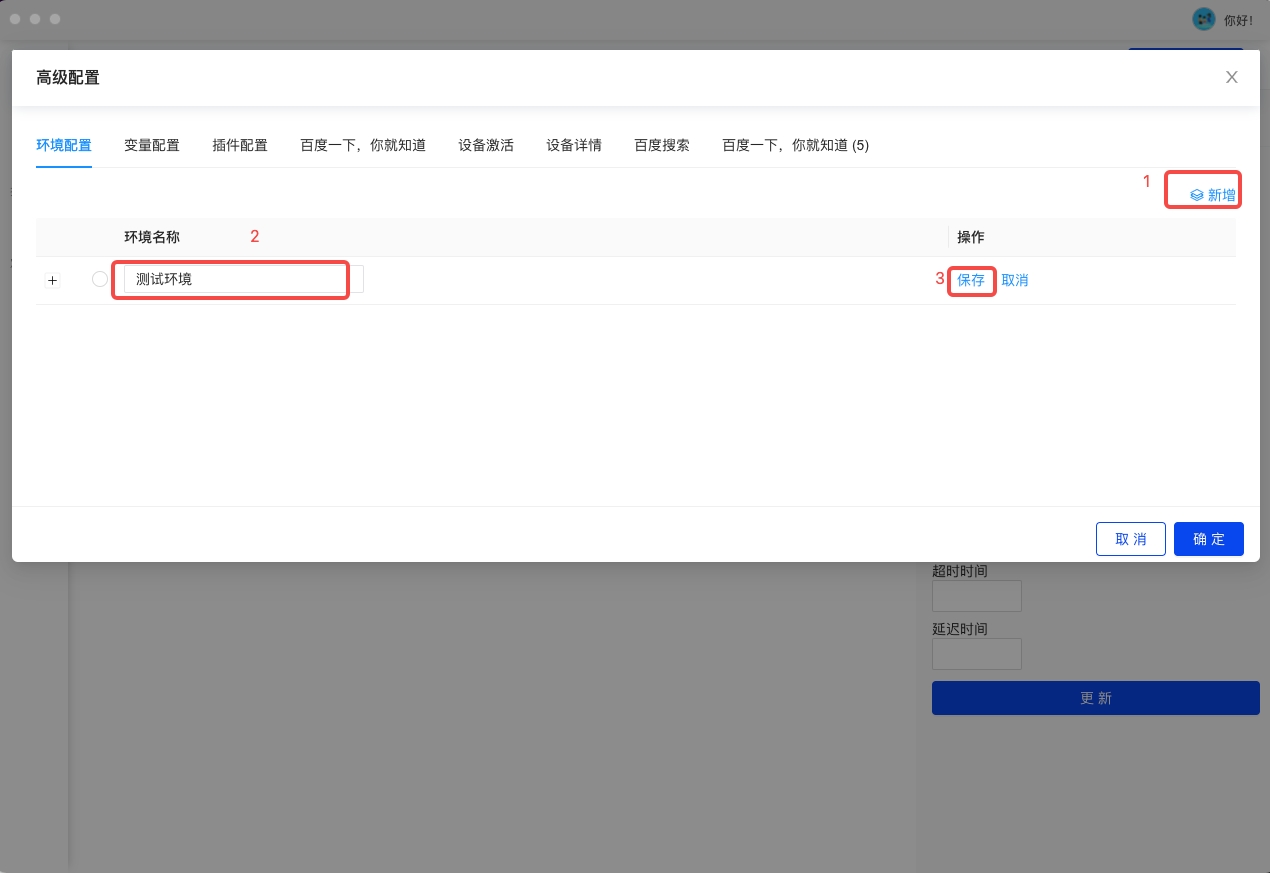 你好!
高级配置
X
环境配置 变量配置 插件配置 百度一下，你就知道 设备激活 设备详情 百度搜索 百度一下，你就知道 (5)
1 新增
环境名称 2 操作
+ 测试环境 3 保存 取消
取 消 确 定
超时时间
延迟时间
更 新